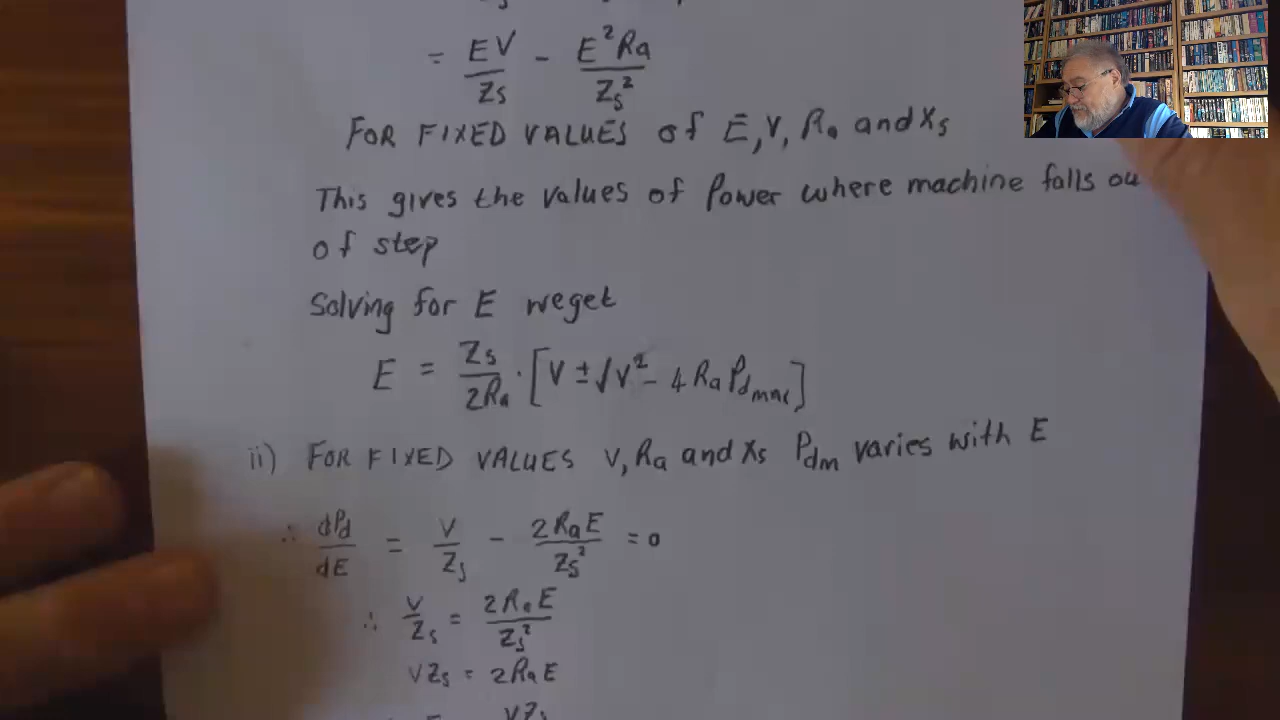 = EV/Zs - E²Ra/Zs²
FOR FIXED VALUES of E, V, Ra and Xs
This gives the values of Power where machine falls ou
of step
Solving for E we get
E = Zs/2Ra · [V ± √V² - 4 Ra Pdmax]
ii) FOR FIXED VALUES V, Ra and Xs Pdm varies with E
∴ dPd/dE = V/Zs - 2RaE/Zs² = 0
∴ V/Zs = 2RaE/Zs²
VZs = 2RaE
VZs